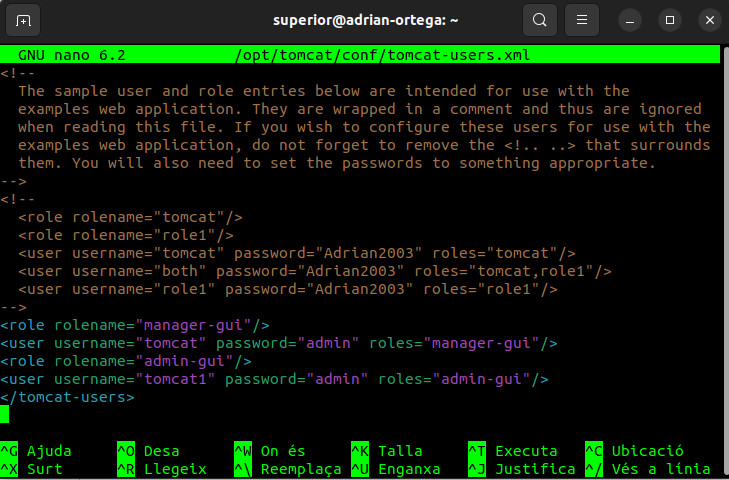 superior@adrian-ortega: ~
GNU nano 6.2 /opt/tomcat/conf/tomcat-users.xml
<!--
  The sample user and role entries below are intended for use with the
  examples web application. They are wrapped in a comment and thus are ignored
  when reading this file. If you wish to configure these users for use with the
  examples web application, do not forget to remove the <!.. ..> that surrounds
  them. You will also need to set the passwords to something appropriate.
-->
<!--
  <role rolename="tomcat"/>
  <role rolename="role1"/>
  <user username="tomcat" password="Adrian2003" roles="tomcat"/>
  <user username="both" password="Adrian2003" roles="tomcat,role1"/>
  <user username="role1" password="Adrian2003" roles="role1"/>
-->
<role rolename="manager-gui"/>
<user username="tomcat" password="admin" roles="manager-gui"/>
<role rolename="admin-gui"/>
<user username="tomcat1" password="admin" roles="admin-gui"/>
</tomcat-users>
^G Ajuda ^O Desa ^W On és ^K Talla ^T Executa ^C Ubicació
^X Surt ^R Llegeix ^\ Reemplaça ^U Enganxa ^J Justifica ^/ Vés a línia